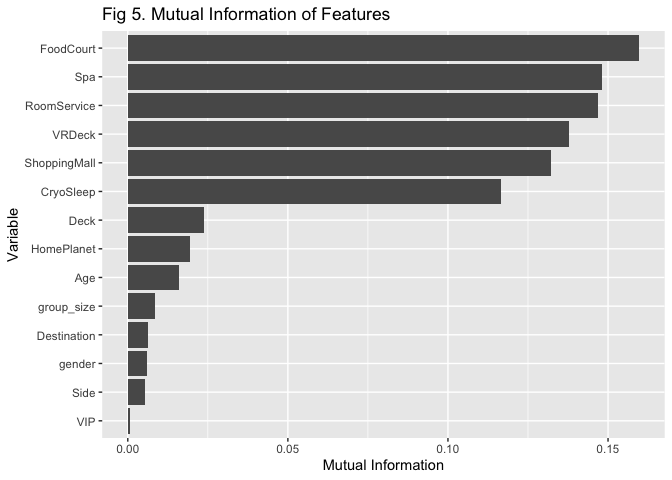 Fig 5. Mutual Information of Features
FoodCourt
Spa
RoomService
VRDeck
ShoppingMall
CryoSleep
Deck
HomePlanet
Age
group_size
Destination
gender
Side
VIP
Variable
0.00
0.05
0.10
0.15
Mutual Information